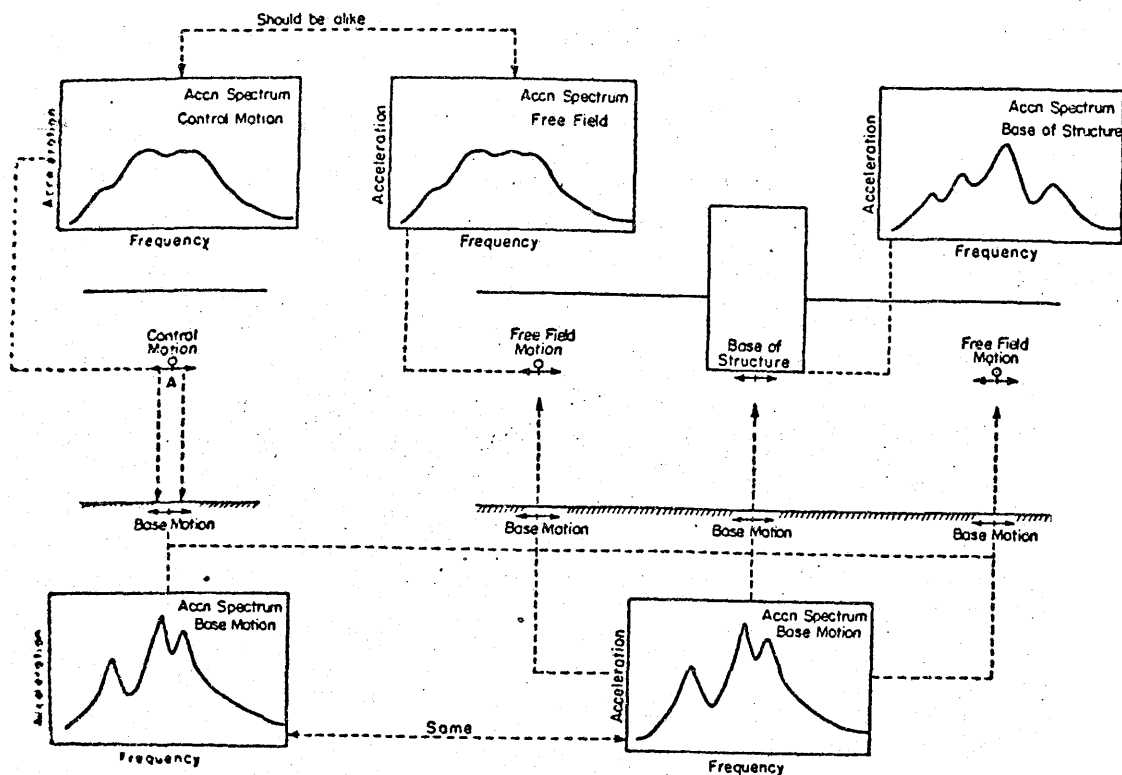 Should be alike
Accn Spectrum
Control Motion
Acceleration
Frequency
Accn Spectrum
Free Field
Acceleration
Frequency
Accn Spectrum
Base of Structure
Acceleration
Frequency
Control
Motion
A
Free Field
Motion
Base of
Structure
Free Field
Motion
Base Motion
Base Motion
Base Motion
Base Motion
Accn Spectrum
Base Motion
Acceleration
Frequency
Same
Accn Spectrum
Base Motion
Acceleration
Frequency